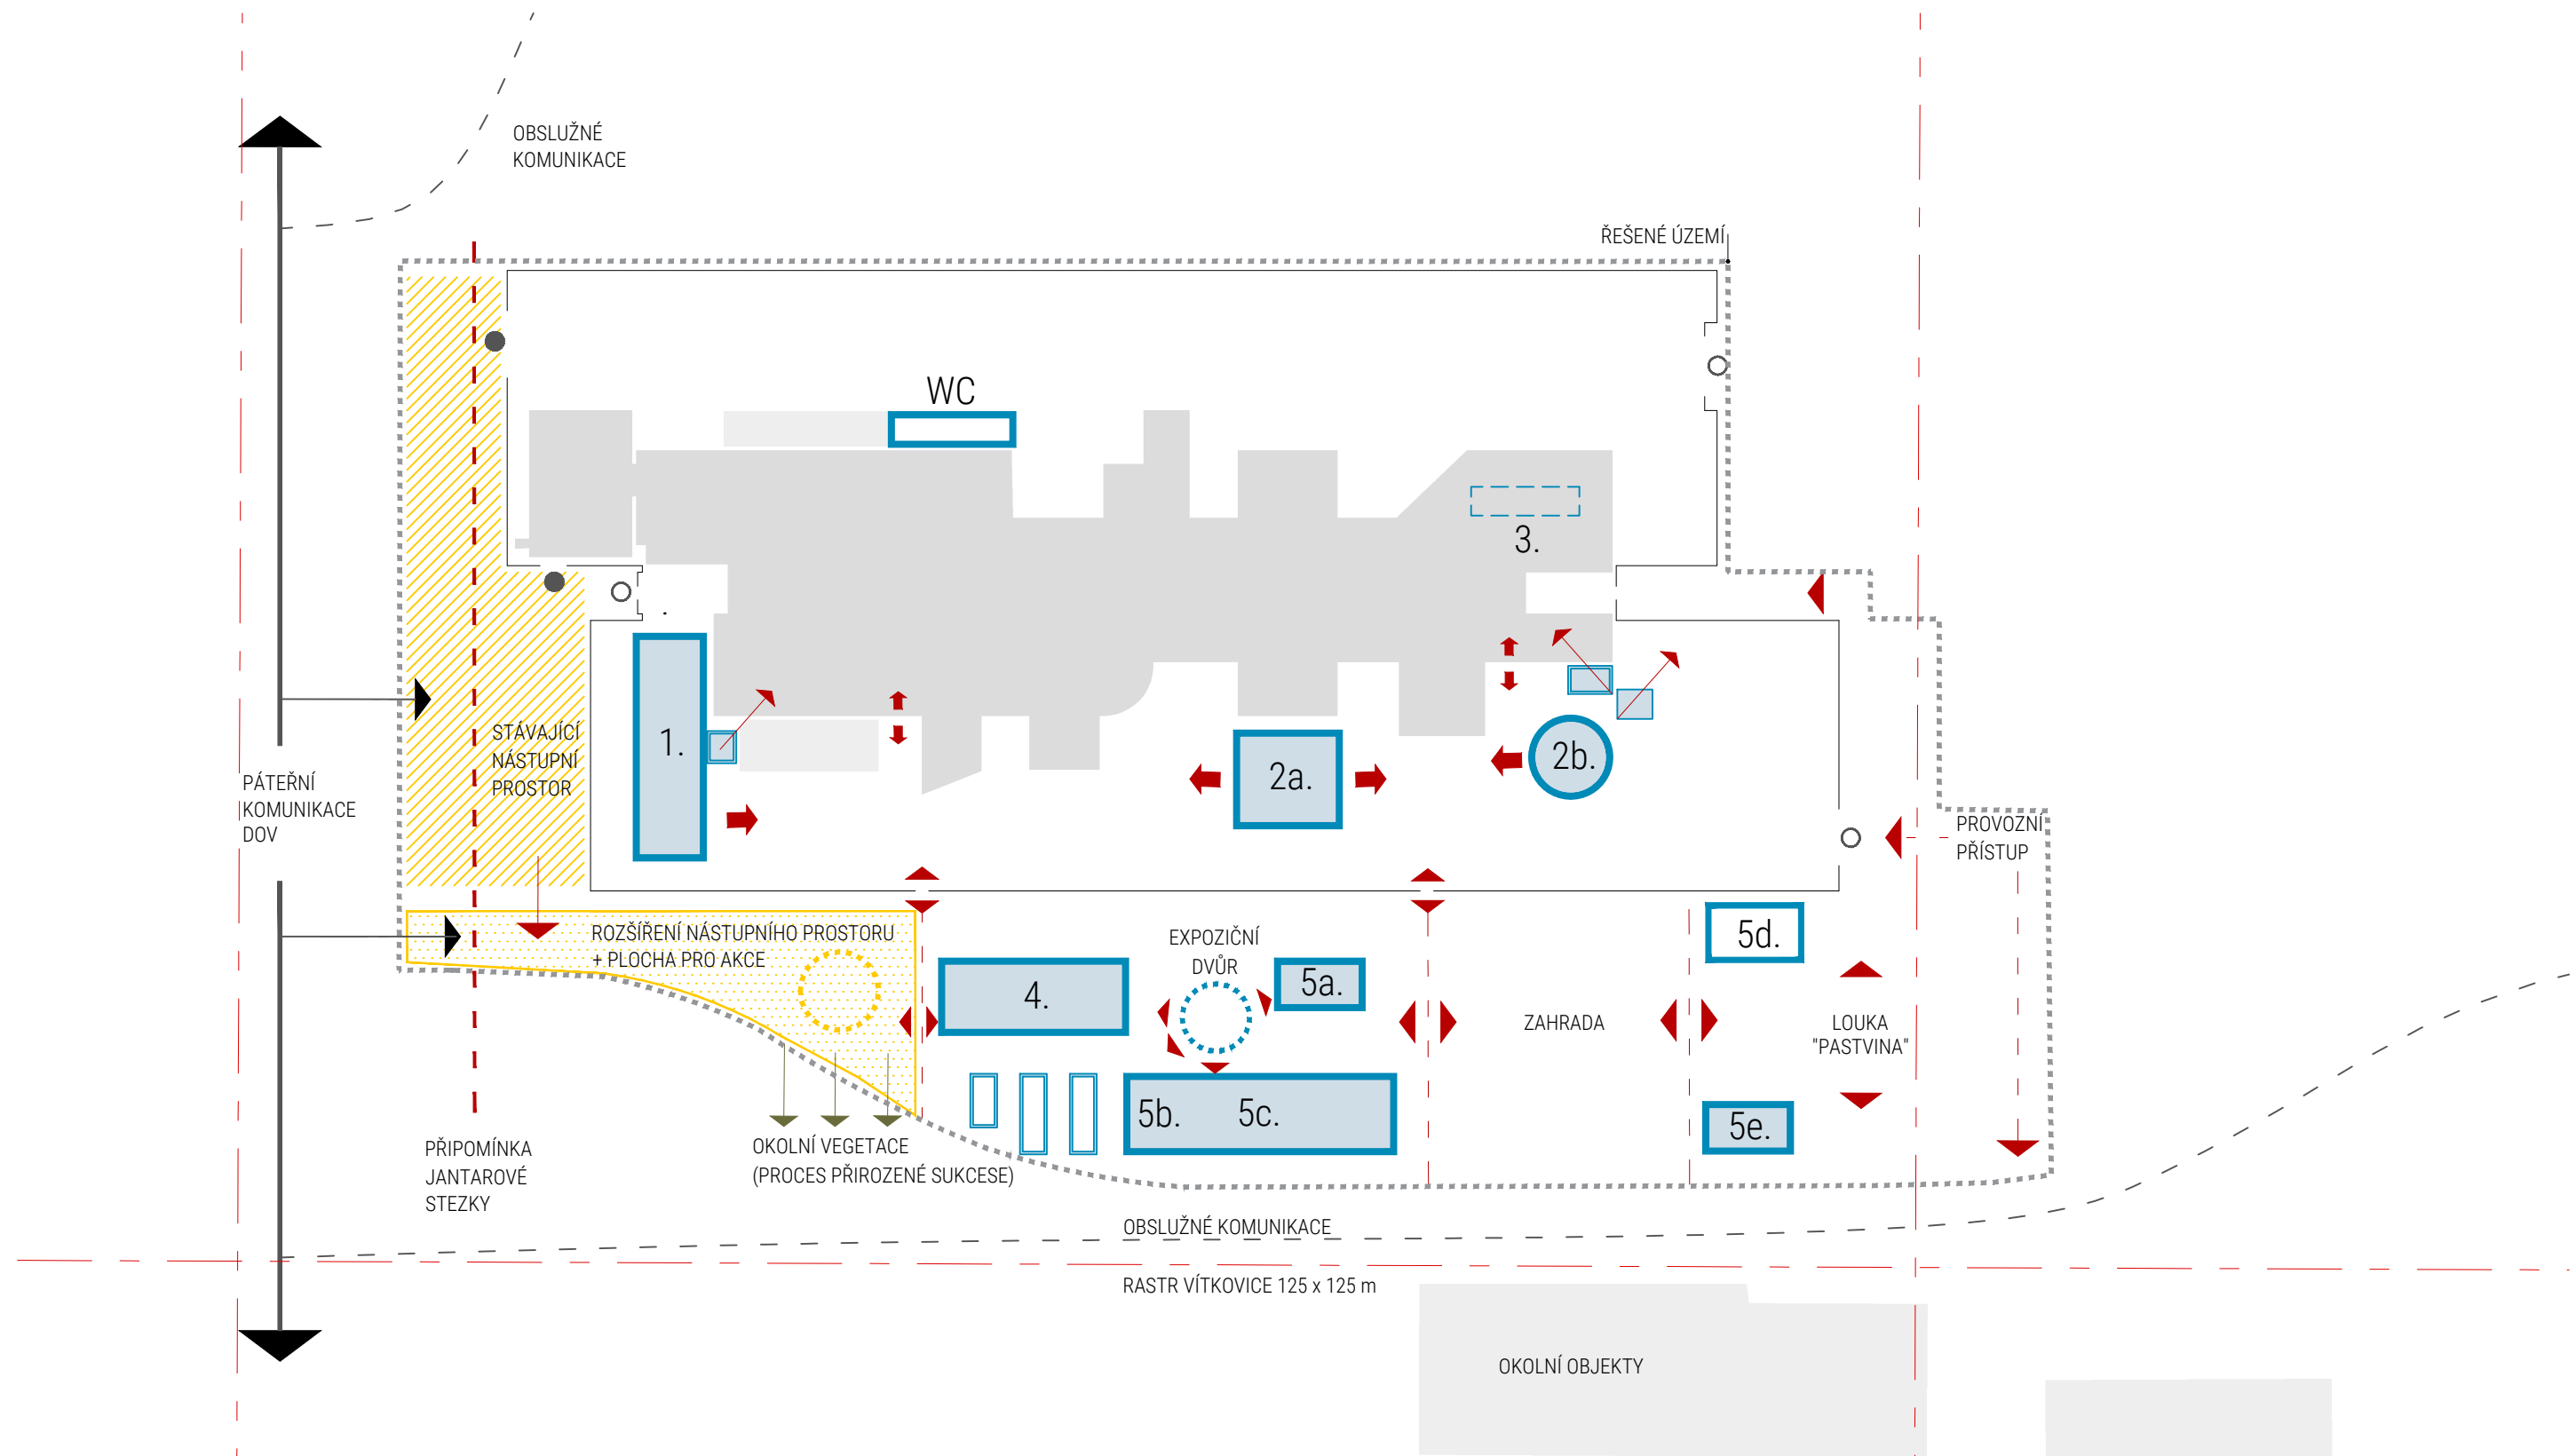 OBSLUŽNÉ
KOMUNIKACE
ŘEŠENÉ ÚZEMÍ
WC
3.
1.
STÁVAJÍCÍ
NÁSTUPNÍ
PROSTOR
2a.
2b.
PÁTEŘNÍ
KOMUNIKACE
DOV
PROVOZNÍ
PŘÍSTUP
ROZŠÍŘENÍ NÁSTUPNÍHO PROSTORU
+ PLOCHA PRO AKCE
EXPOZIČNÍ
DVŮR
4.
5a.
5d.
ZAHRADA
LOUKA
"PASTVINA"
5b.
5c.
5e.
PŘIPOMÍNKA
JANTAROVÉ
STEZKY
OKOLNÍ VEGETACE
(PROCES PŘIROZENÉ SUKCESE)
OBSLUŽNÉ KOMUNIKACE
RASTR VÍTKOVICE 125 x 125 m
OKOLNÍ OBJEKTY